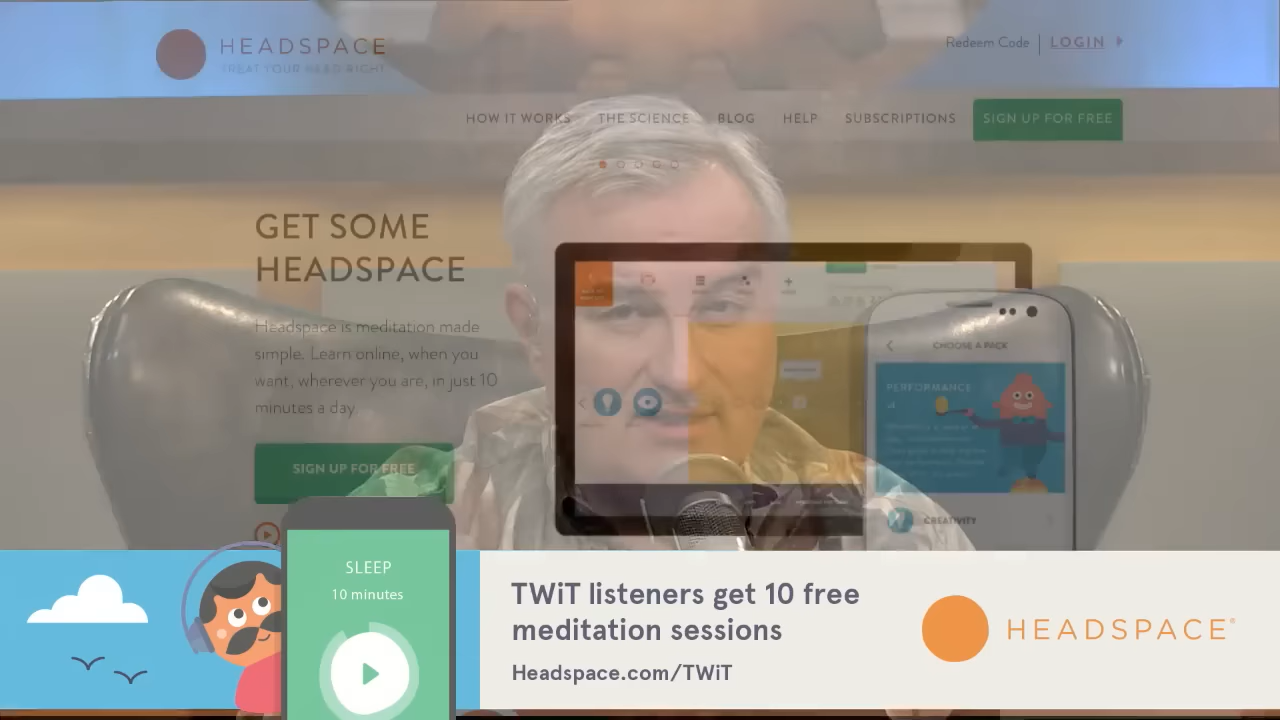 HEADSPACE
TREAT YOUR HEAD RIGHT
Redeem Code | LOGIN
HOW IT WORKS THE SCIENCE BLOG HELP SUBSCRIPTIONS SIGN UP FOR FREE
GET SOME
HEADSPACE
Headspace is meditation made
simple. Learn online, when you
want, wherever you are, in just 10
minutes a day
SIGN UP FOR FREE
CHOOSE A PACK
PERFORMANCE
CREATIVITY
SLEEP
10 minutes
TWiT listeners get 10 free
meditation sessions
Headspace.com/TWiT
HEADSPACE